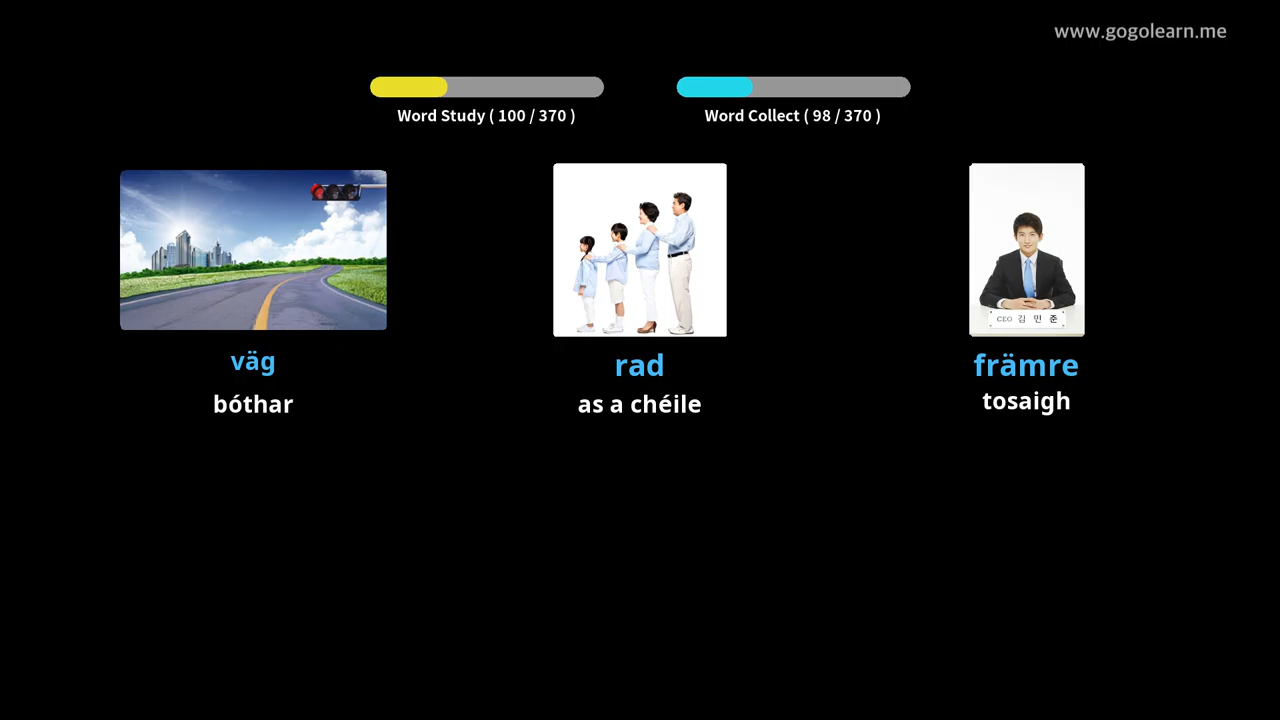 www.gogolearn.me
Word Study ( 100 / 370 )
Word Collect ( 98 / 370 )
CEO 김 민 준
väg
rad
främre
bóthar
as a chéile
tosaigh